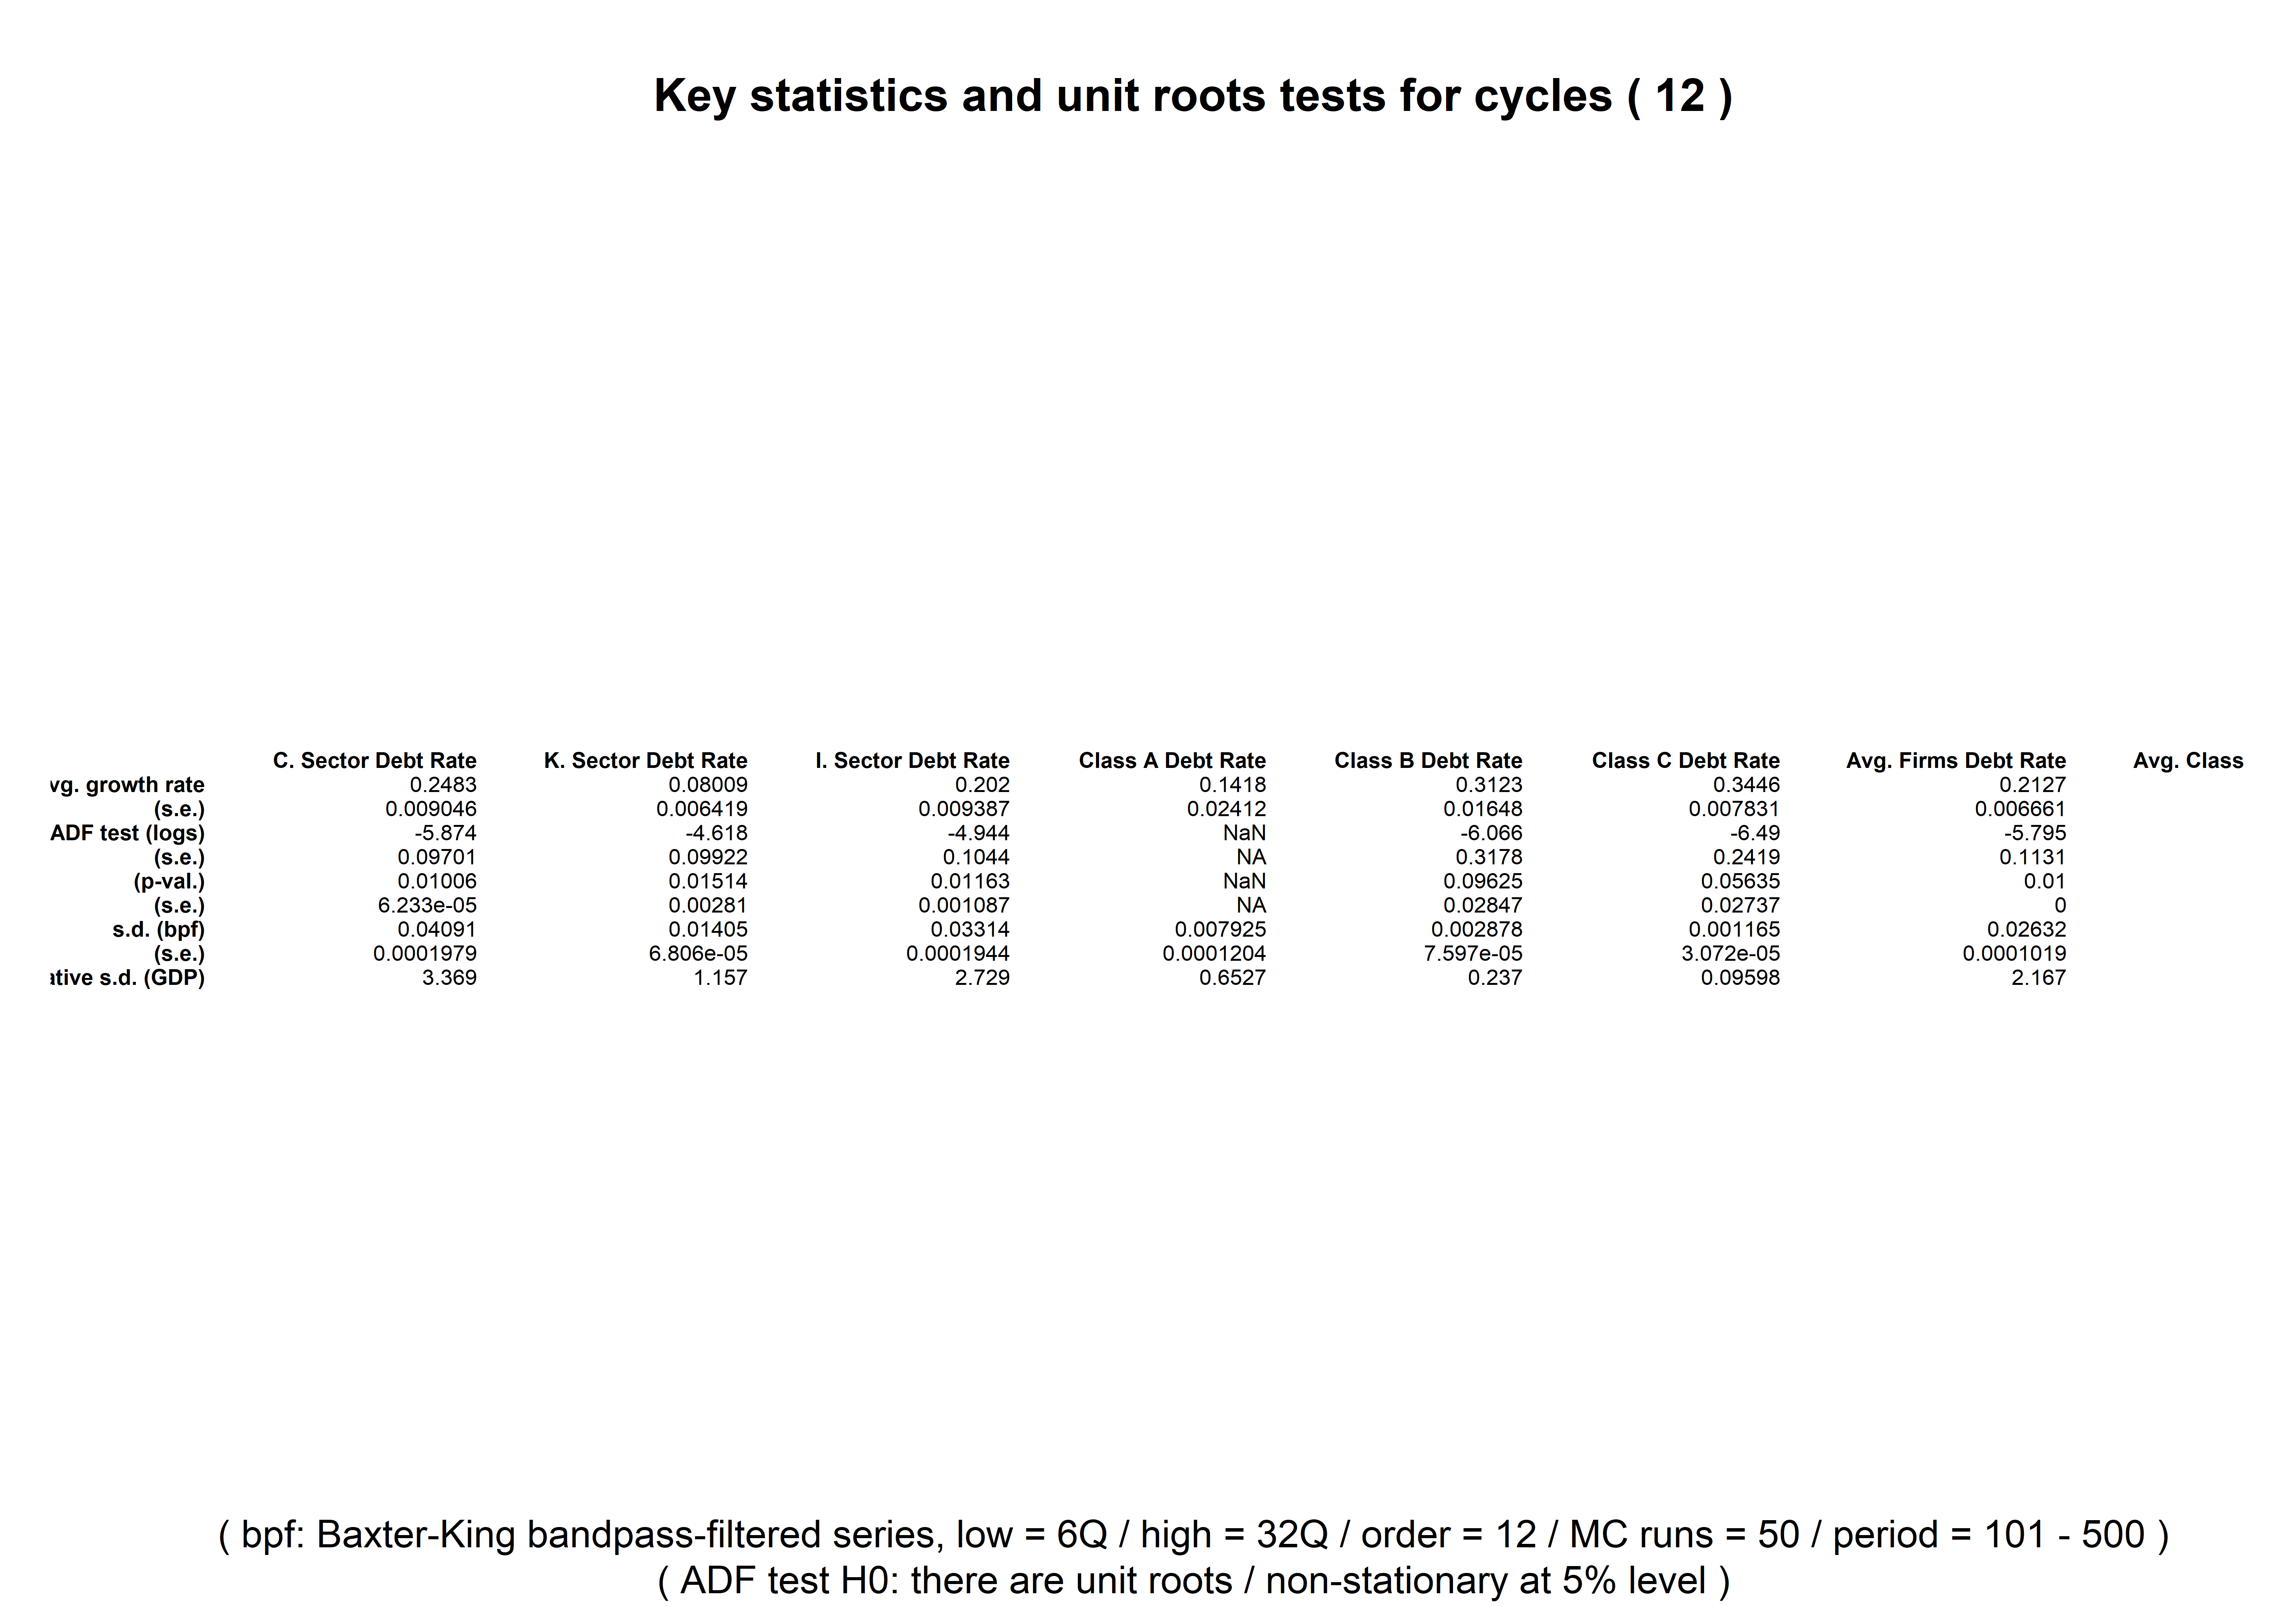 Key statistics and unit roots tests for cycles ( 12 )
C. Sector Debt Rate K. Sector Debt Rate I. Sector Debt Rate Class A Debt Rate Class B Debt Rate Class C Debt Rate Avg. Firms Debt Rate Avg. Class
vg. growth rate 0.2483 0.08009 0.202 0.1418 0.3123 0.3446 0.2127
(s.e.) 0.009046 0.006419 0.009387 0.02412 0.01648 0.007831 0.006661
ADF test (logs) -5.874 -4.618 -4.944 NaN -6.066 -6.49 -5.795
(s.e.) 0.09701 0.09922 0.1044 NA 0.3178 0.2419 0.1131
(p-val.) 0.01006 0.01514 0.01163 NaN 0.09625 0.05635 0.01
(s.e.) 6.233e-05 0.00281 0.001087 NA 0.02847 0.02737 0
s.d. (bpf) 0.04091 0.01405 0.03314 0.007925 0.002878 0.001165 0.02632
(s.e.) 0.0001979 6.806e-05 0.0001944 0.0001204 7.597e-05 3.072e-05 0.0001019
ative s.d. (GDP) 3.369 1.157 2.729 0.6527 0.237 0.09598 2.167
( bpf: Baxter-King bandpass-filtered series, low = 6Q / high = 32Q / order = 12 / MC runs = 50 / period = 101 - 500 )
( ADF test H0: there are unit roots / non-stationary at 5% level )